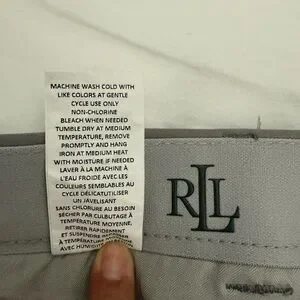 MACHINE WASH COLD WITH
LIKE COLORS AT GENTLE
CYCLE USE ONLY
NON-CHLORINE
BLEACH WHEN NEEDED
TUMBLE DRY AT MEDIUM
TEMPERATURE, REMOVE
PROMPTLY AND HANG
IRON AT MEDIUM HEAT
WITH MOISTURE IF NEEDED
LAVER À LA MACHINE À
L'EAU FROIDE AVEC LES
COULEURS SEMBLABLES AU
CYCLE DÉLICATUTILISER
UN JAVELISANT
SANS CHLORURE AU BESOIN
SÉCHER PAR CULBUTAGE À
TEMPÉRATURE MOYENNE,
RETIRER RAPIDEMENT
ET SUSPENDRE
À TEMPÉRATURE
AVEC HUMIDITÉ
RLL